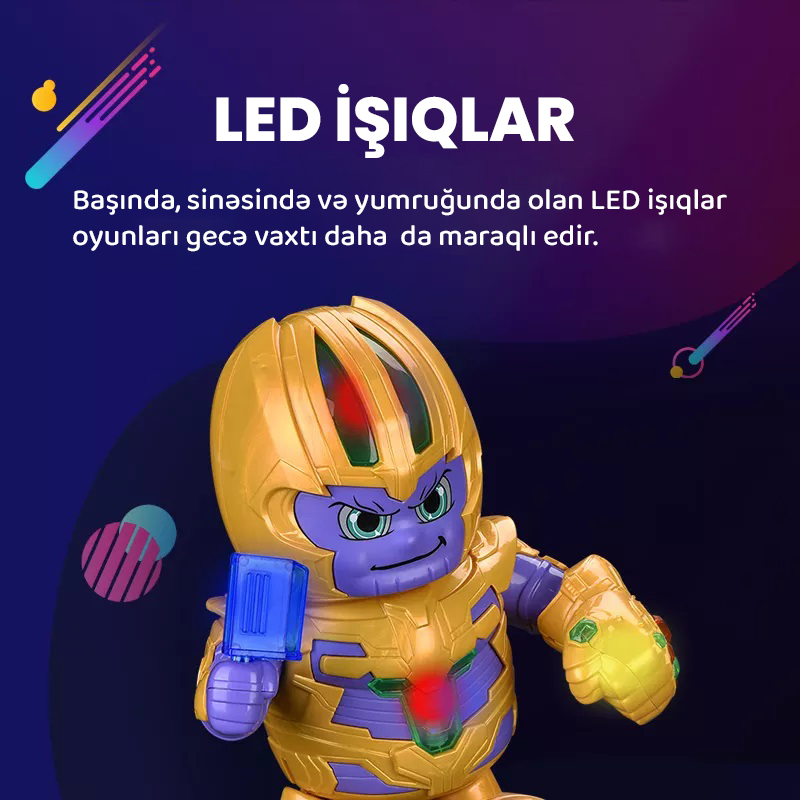 LED İŞIQLAR
Başında, sinəsində və yumruğunda olan LED işıqlar
oyunları gecə vaxtı daha  da maraqlı edir.